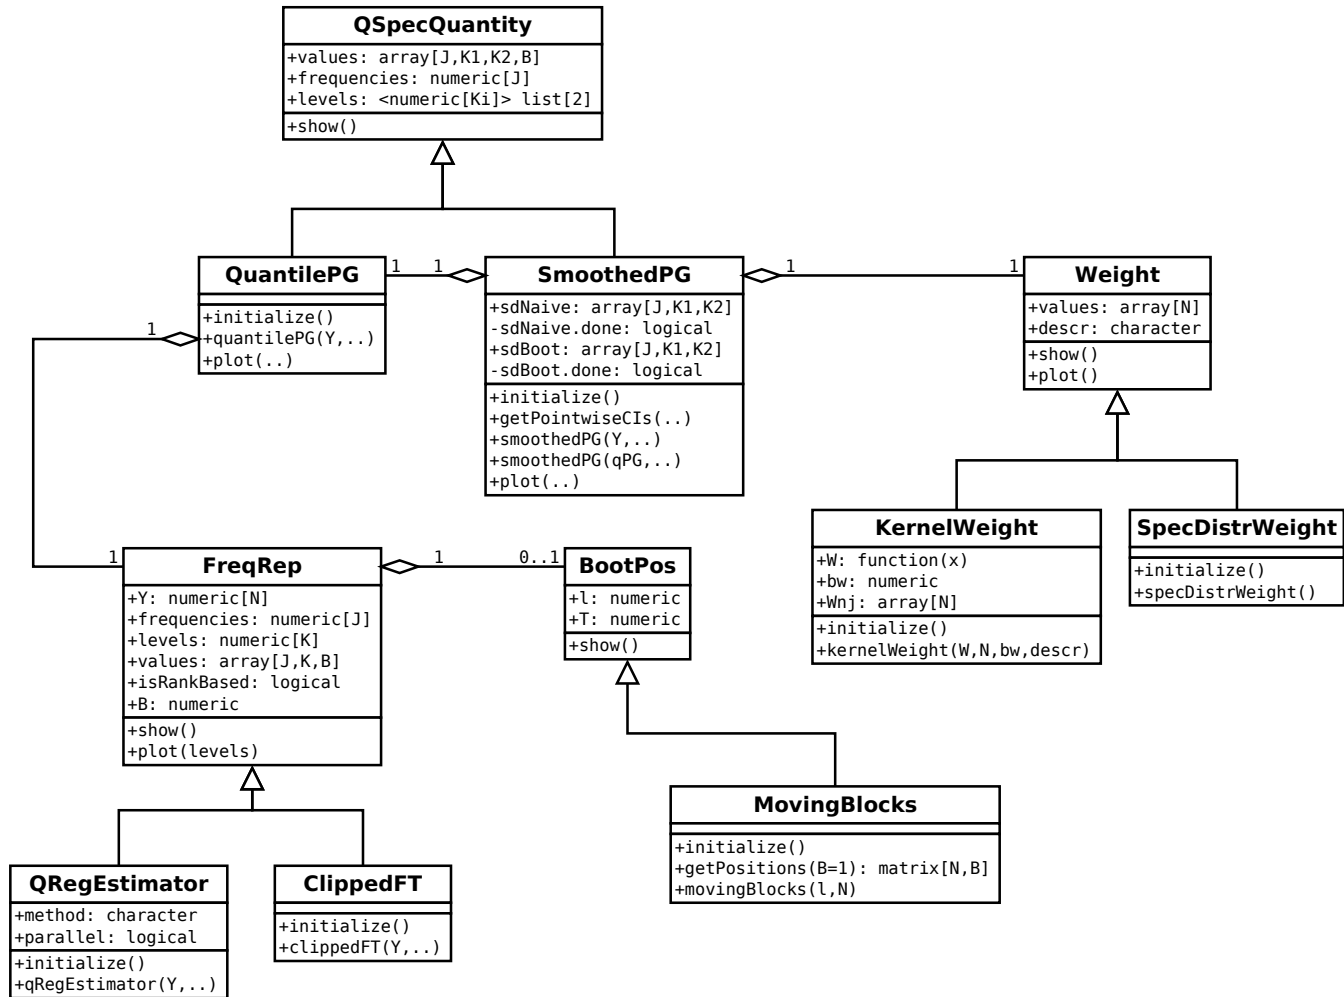 QSpecQuantity
+values: array[J,K1,K2,B]
+frequencies: numeric[J]
+levels: <numeric[Ki]> list[2]
+show()
QuantilePG
+initialize()
+quantilePG(Y,..)
+plot(..)
1
1
1
SmoothedPG
+sdNaive: array[J,K1,K2]
-sdNaive.done: logical
+sdBoot: array[J,K1,K2]
-sdBoot.done: logical
+initialize()
+getPointwiseCIs(..)
+smoothedPG(Y,..)
+smoothedPG(qPG,..)
+plot(..)
1
1
Weight
+values: array[N]
+descr: character
+show()
+plot()
KernelWeight
+W: function(x)
+bw: numeric
+Wnj: array[N]
+initialize()
+kernelWeight(W,N,bw,descr)
SpecDistrWeight
+initialize()
+specDistrWeight()
1
FreqRep
+Y: numeric[N]
+frequencies: numeric[J]
+levels: numeric[K]
+values: array[J,K,B]
+isRankBased: logical
+B: numeric
+show()
+plot(levels)
1
0..1
BootPos
+l: numeric
+T: numeric
+show()
MovingBlocks
+initialize()
+getPositions(B=1): matrix[N,B]
+movingBlocks(l,N)
QRegEstimator
+method: character
+parallel: logical
+initialize()
+qRegEstimator(Y,..)
ClippedFT
+initialize()
+clippedFT(Y,..)